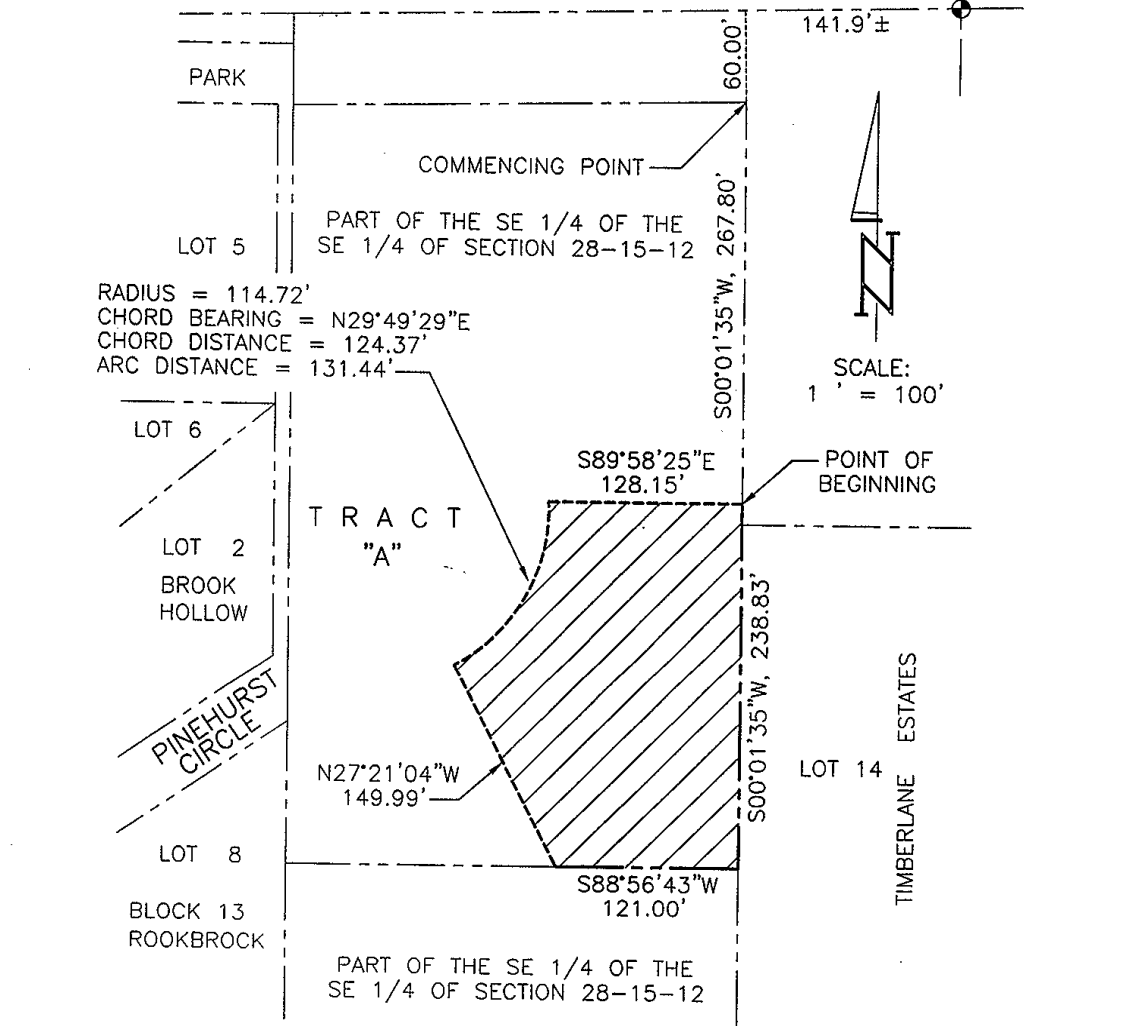 141.9'±
60.00'
PARK
COMMENCING POINT
PART OF THE SE 1/4 OF THE
SE 1/4 OF SECTION 28-15-12
LOT 5
S00°01'35"W, 267.80'
N
RADIUS = 114.72'
CHORD BEARING = N29°49'29"E
CHORD DISTANCE = 124.37'
ARC DISTANCE = 131.44'
SCALE:
1 ' = 100'
LOT 6
S89°58'25"E
128.15'
POINT OF
BEGINNING
T R A C T
"A"
LOT 2
BROOK
HOLLOW
S00°01'35"W, 238.83'
TIMBERLANE ESTATES
PINEHURST
CIRCLE
N27°21'04"W
149.99'
LOT 14
LOT 8
S88°56'43"W
121.00'
BLOCK 13
ROOKBROCK
PART OF THE SE 1/4 OF THE
SE 1/4 OF SECTION 28-15-12